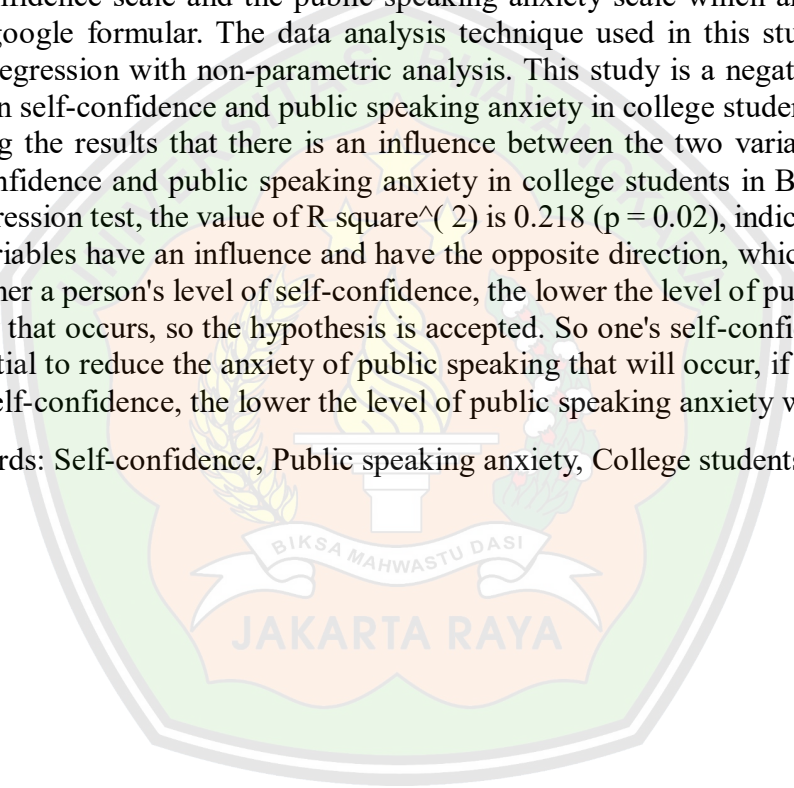 nfidence scale and the public speaking anxiety scale which ar
google formular. The data analysis technique used in this stu
egression with non-parametric analysis. This study is a negat
n self-confidence and public speaking anxiety in college studen
g the results that there is an influence between the two varia
nfidence and public speaking anxiety in college students in B
ression test, the value of R square^( 2) is 0.218 (p = 0.02), indic
riables have an influence and have the opposite direction, whic
her a person's level of self-confidence, the lower the level of pu
that occurs, so the hypothesis is accepted. So one's self-confi
tial to reduce the anxiety of public speaking that will occur, if
elf-confidence, the lower the level of public speaking anxiety w
rds: Self-confidence, Public speaking anxiety, College students
UNIVERSITAS BHAYANGKARA
BIKSA MAHWASTU DASI
JAKARTA RAYA